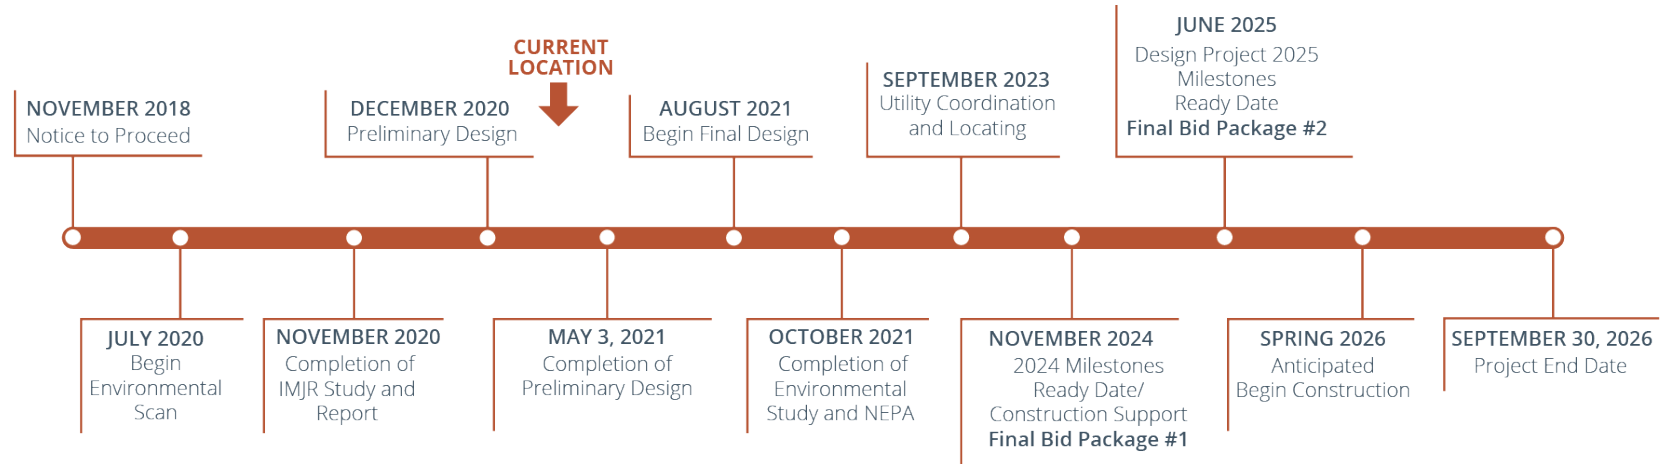 NOVEMBER 2018
Notice to Proceed
JULY 2020
Begin
Environmental
Scan
NOVEMBER 2020
Completion of
IMJR Study and
Report
DECEMBER 2020
Preliminary Design
CURRENT
LOCATION
MAY 3, 2021
Completion of
Preliminary Design
AUGUST 2021
Begin Final Design
OCTOBER 2021
Completion of
Environmental
Study and NEPA
SEPTEMBER 2023
Utility Coordination
and Locating
NOVEMBER 2024
2024 Milestones
Ready Date/
Construction Support
Final Bid Package #1
JUNE 2025
Design Project 2025
Milestones
Ready Date
Final Bid Package #2
SPRING 2026
Anticipated
Begin Construction
SEPTEMBER 30, 2026
Project End Date